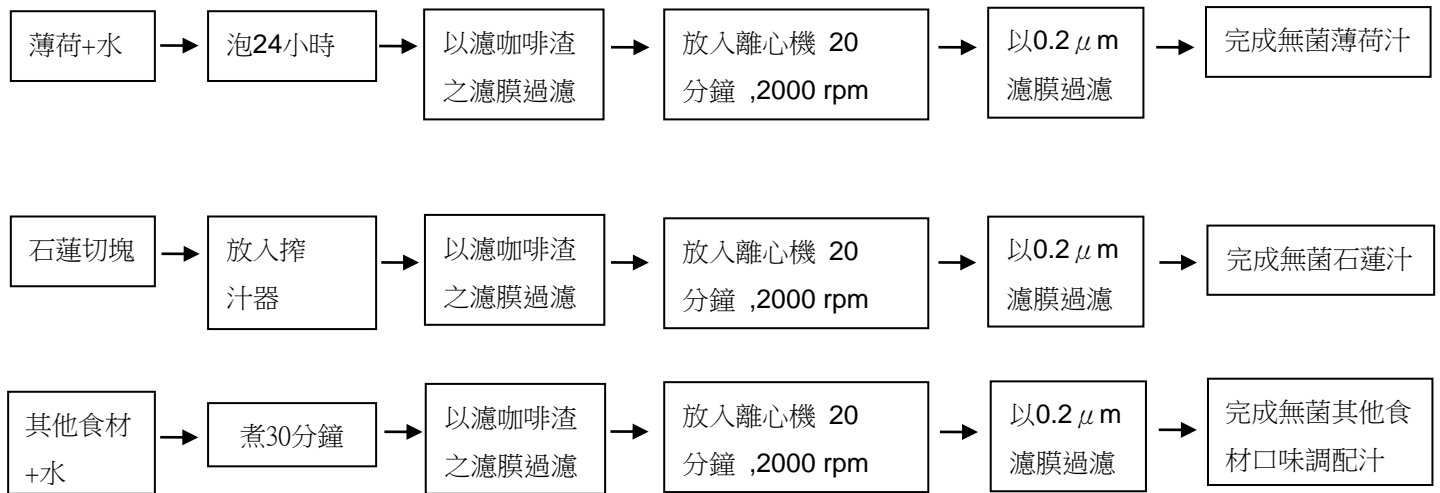 薄荷+水
泡24小時
以濾咖啡渣
之濾膜過濾
放入離心機 20
分鐘 ,2000 rpm
以0.2 μm
濾膜過濾
完成無菌薄荷汁
石蓮切塊
放入搾
汁器
以濾咖啡渣
之濾膜過濾
放入離心機 20
分鐘 ,2000 rpm
以0.2 μm
濾膜過濾
完成無菌石蓮汁
其他食材
+水
煮30分鐘
以濾咖啡渣
之濾膜過濾
放入離心機 20
分鐘 ,2000 rpm
以0.2 μm
濾膜過濾
完成無菌其他食
材口味調配汁